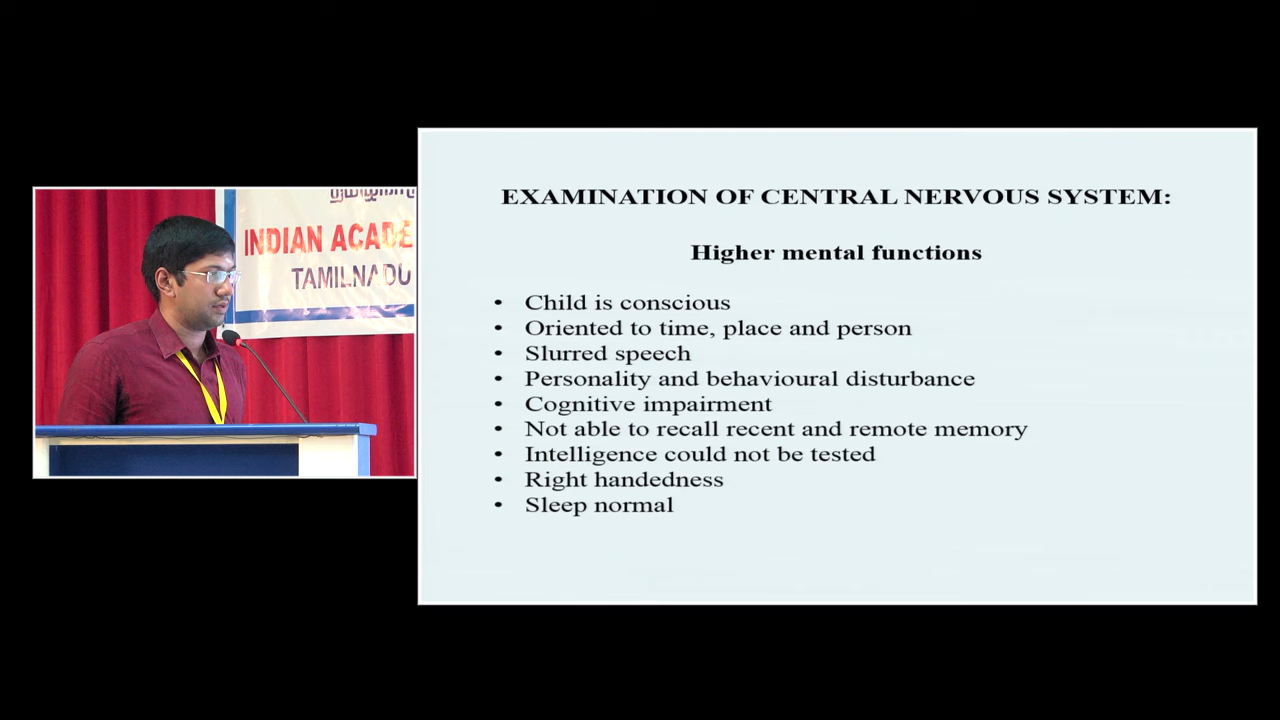 INDIAN ACADE
TAMILNADU
EXAMINATION OF CENTRAL NERVOUS SYSTEM:
Higher mental functions
• Child is conscious
• Oriented to time, place and person
• Slurred speech
• Personality and behavioural disturbance
• Cognitive impairment
• Not able to recall recent and remote memory
• Intelligence could not be tested
• Right handedness
• Sleep normal